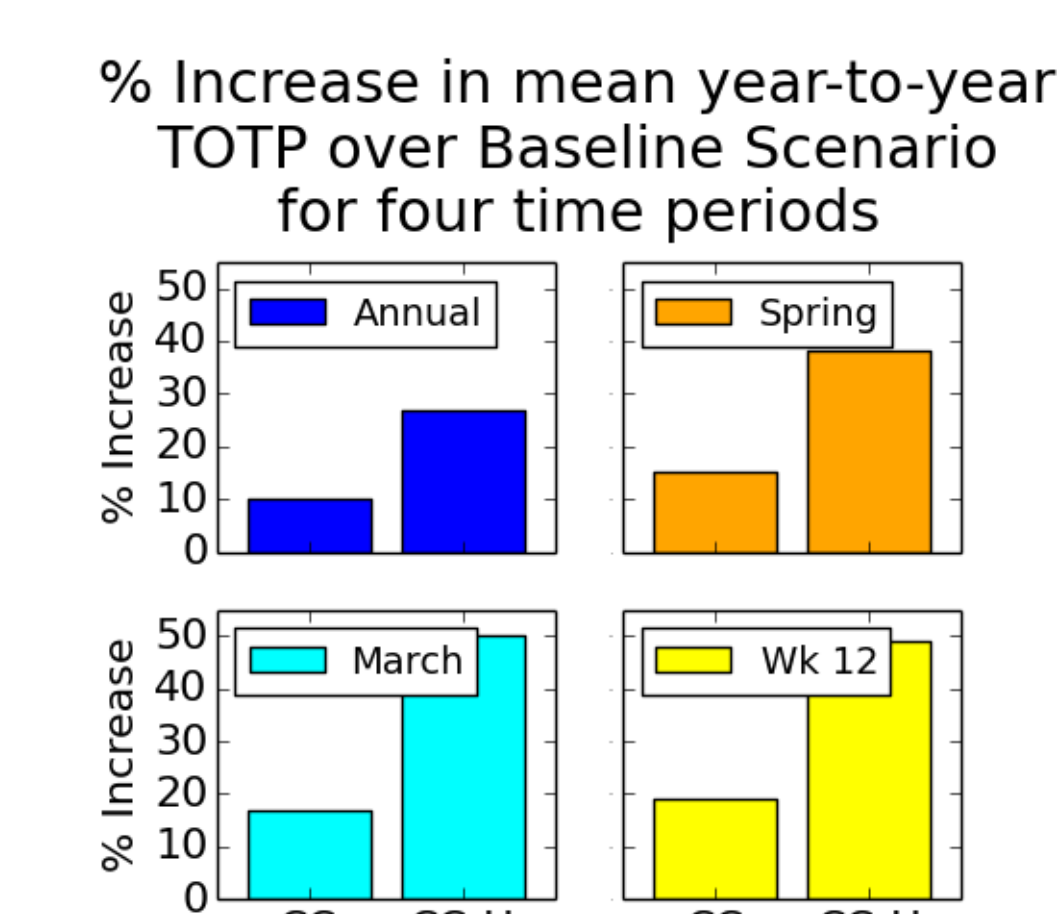 % Increase in mean year-to-year
TOTP over Baseline Scenario
for four time periods
% Increase
50
40
30
20
10
0
Annual
Spring
% Increase
50
40
30
20
10
0
March
Wk 12